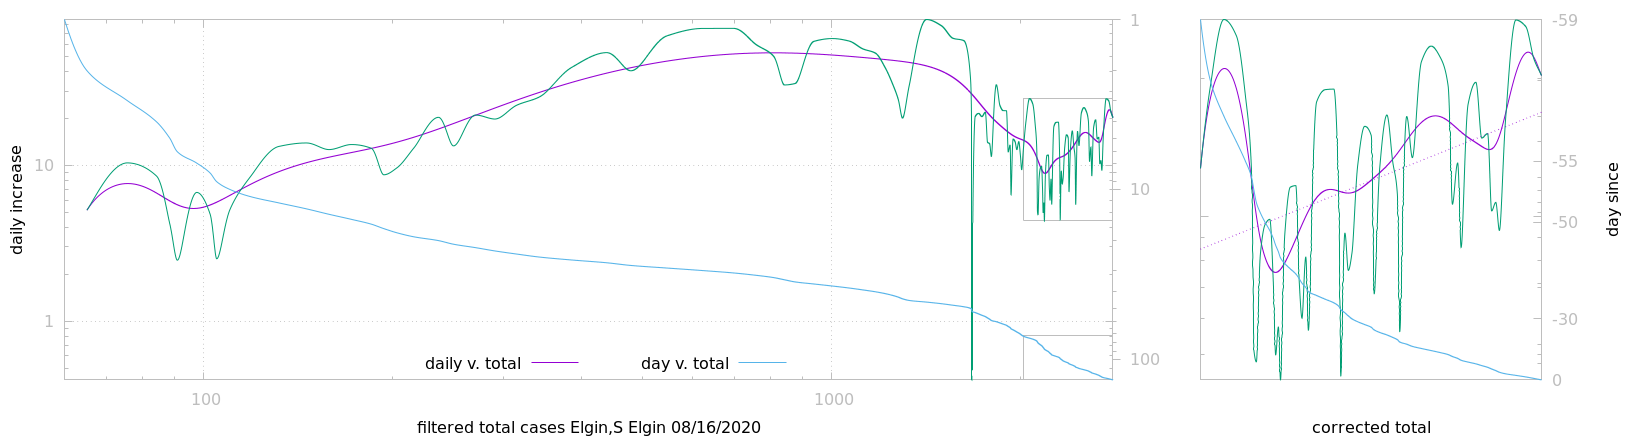 daily increase
10
1
daily v. total
day v. total
100
1000
filtered total cases Elgin,S Elgin 08/16/2020
1
10
100
-59
-55
-50
-30
0
day since
corrected total